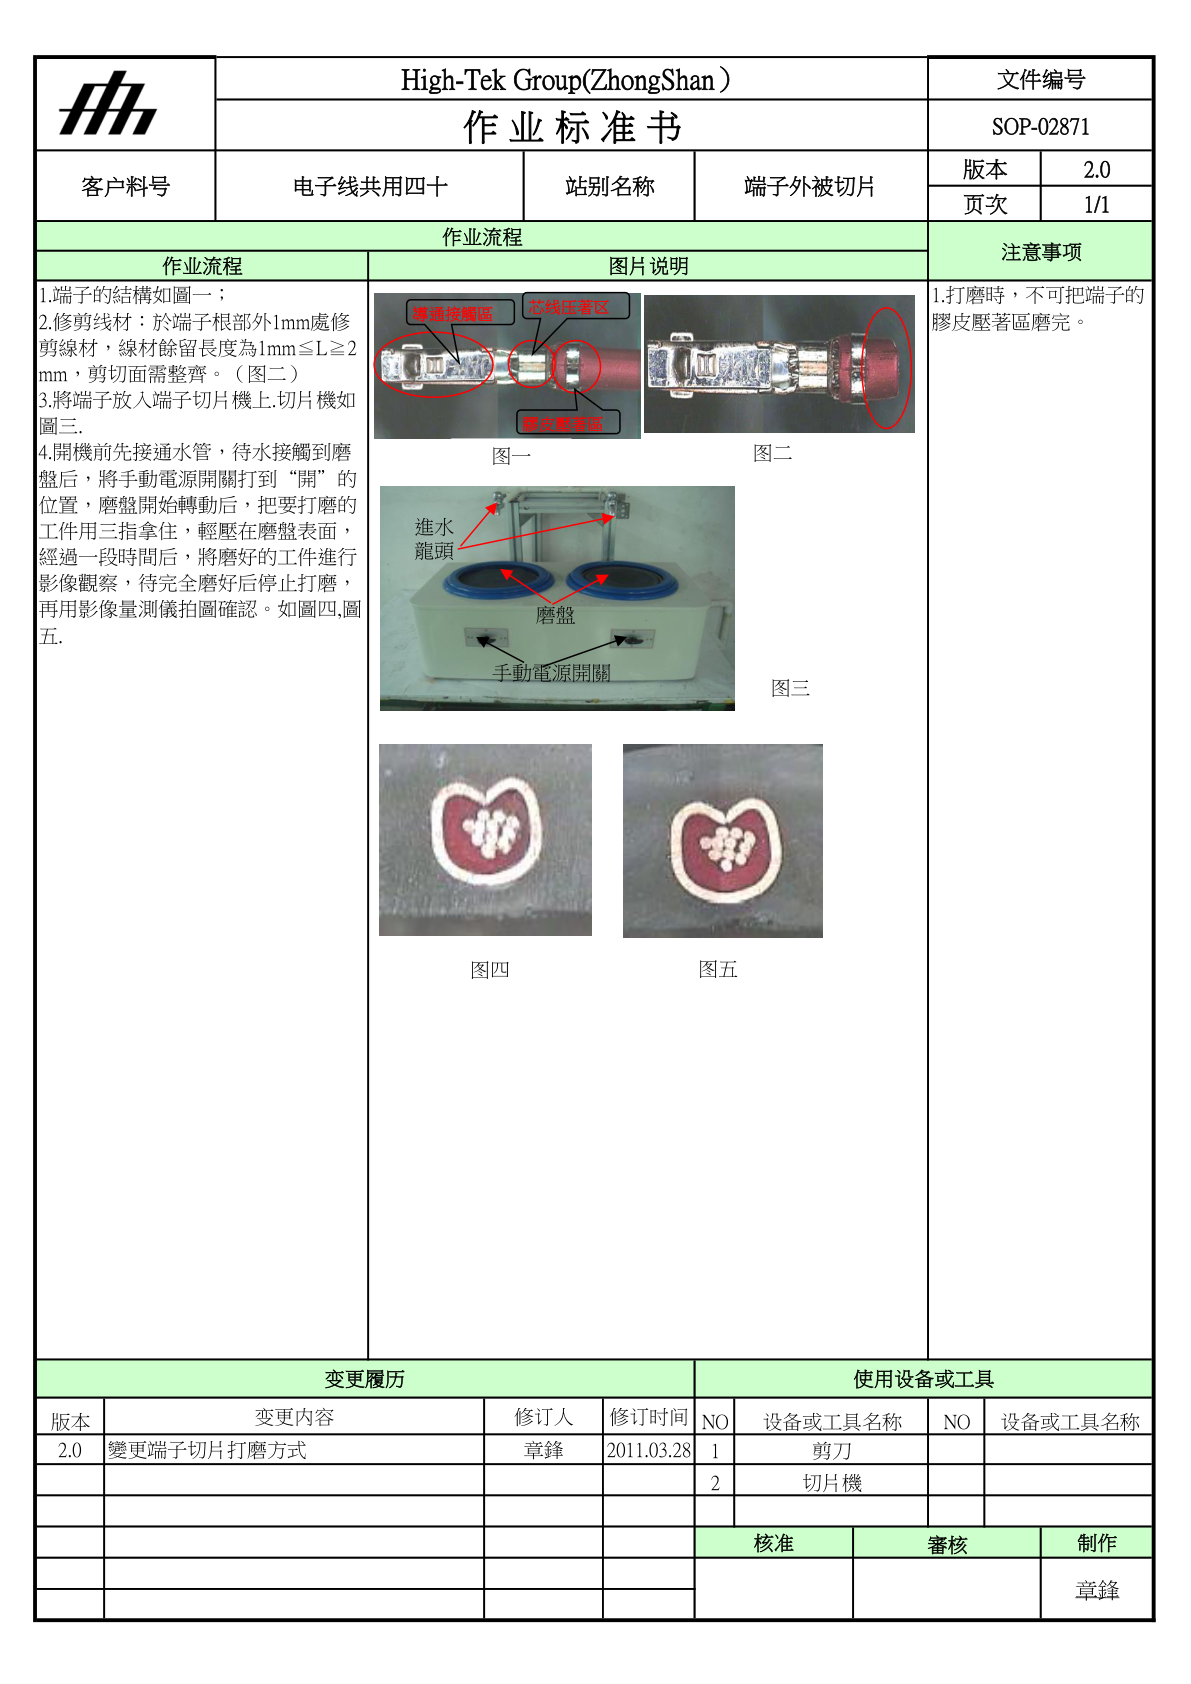 High-Tek Group(ZhongShan）
文件编号
作业标准书
SOP-02871
客户料号
电子线共用四十
站别名称
端子外被切片
版本
2.0
页次
1/1
作业流程
注意事项
作业流程
图片说明
1.端子的結構如圖一；
2.修剪线材：於端子根部外1mm處修
剪線材，線材餘留長度為1mm≦L≧2
mm，剪切面需整齊。（图二）
3.將端子放入端子切片機上.切片機如
圖三.
4.開機前先接通水管，待水接觸到磨
盤后，將手動電源開關打到“開”的
位置，磨盤開始轉動后，把要打磨的
工件用三指拿住，輕壓在磨盤表面，
經過一段時間后，將磨好的工件進行
影像觀察，待完全磨好后停止打磨，
再用影像量測儀拍圖確認。如圖四,圖
五.
導通接觸區
芯线压著区
膠皮壓著區
图一
图二
進水
龍頭
磨盤
手動電源開關
图三
图四
图五
1.打磨時，不可把端子的
膠皮壓著區磨完。
变更履历
使用设备或工具
版本
变更内容
修订人
修订时间
NO
设备或工具名称
NO
设备或工具名称
2.0
變更端子切片打磨方式
章鋒
2011.03.28
1
剪刀
2
切片機
核准
審核
制作
章鋒